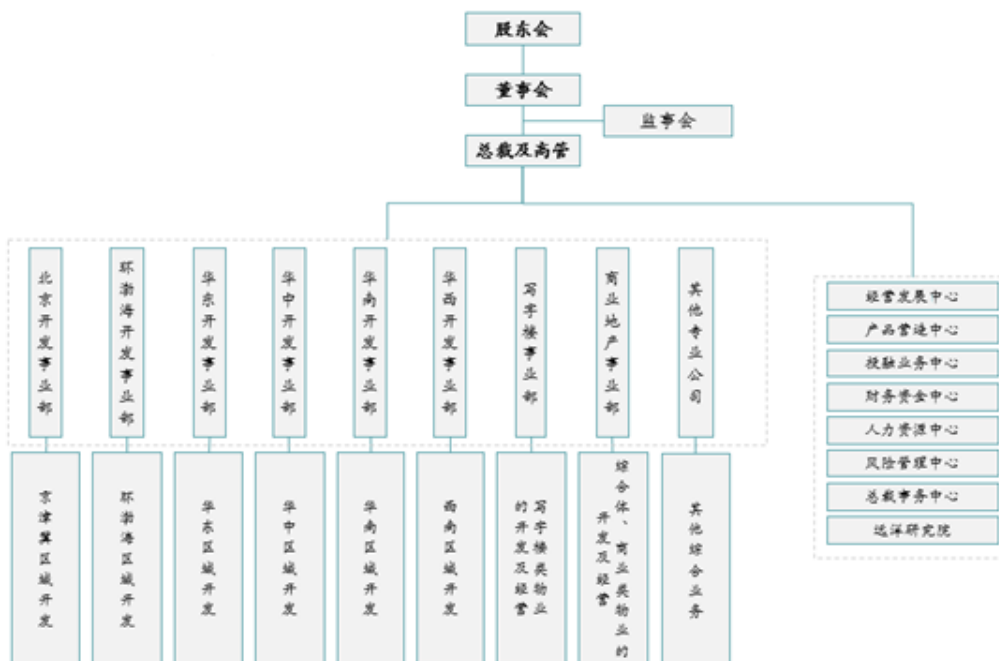 股东会
董事会
监事会
总裁及高管
北京开发事业部
环渤海开发事业部
华东开发事业部
华中开发事业部
华南开发事业部
华西开发事业部
写字楼事业部
商业地产事业部
其他专业公司
经营发展中心
产品营造中心
投融业务中心
财务资金中心
人力资源中心
风险管理中心
总裁事务中心
远洋研究院
京津冀区域开发
环渤海区域开发
华东区域开发
华中区域开发
华南区域开发
西南区域开发
写字楼类物业
的开发及经营
综合体、商业类物业的
开发及经营
其他综合业务